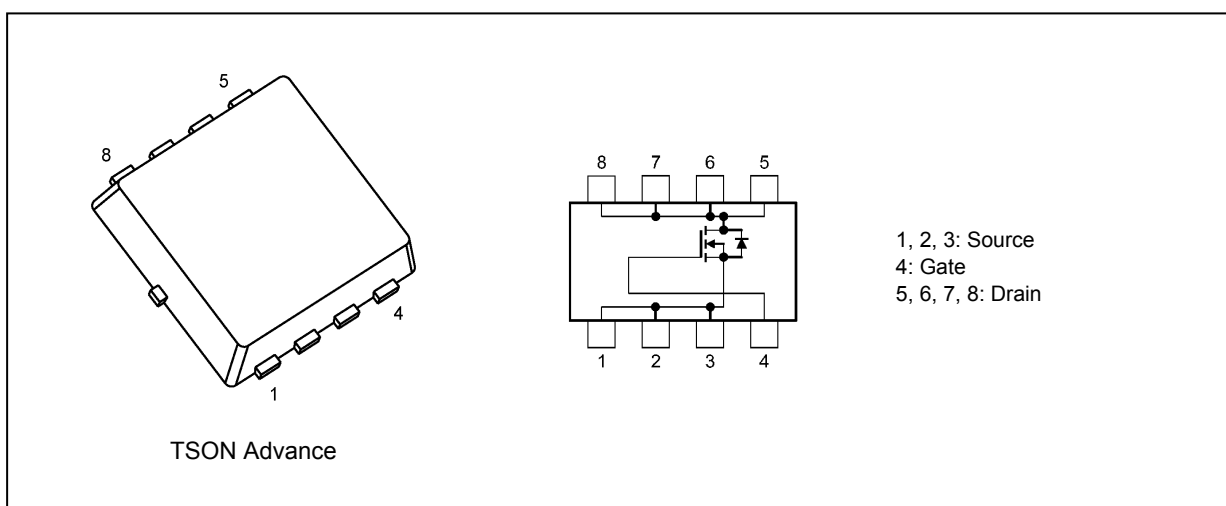 5
8
4
1
TSON Advance
8 7 6 5
1 2 3 4
1, 2, 3: Source
4: Gate
5, 6, 7, 8: Drain